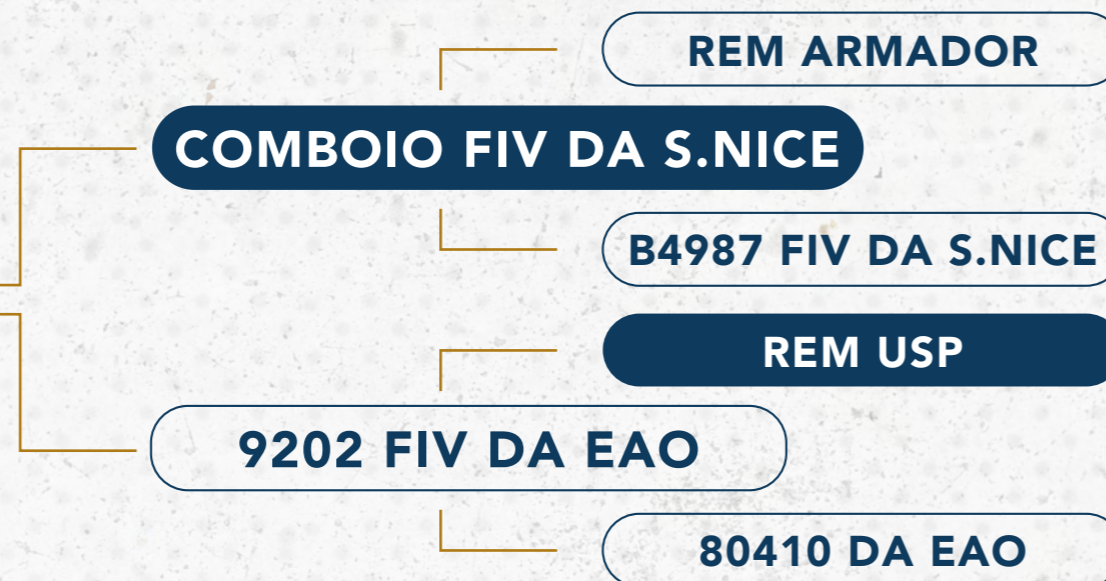 REM ARMADOR
COMBOIO FIV DA S.NICE
B4987 FIV DA S.NICE
REM USP
9202 FIV DA EAO
80410 DA EAO